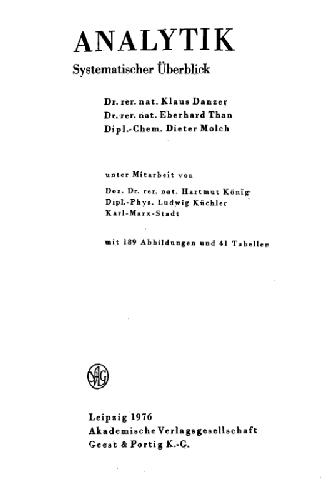 ANALYTIK
Systematischer Überblick
Dr. rer. nat. Klaus Danzer
Dr. rer. nat. Eberhard Than
Dipl.-Chem. Dieter Molch
unter Mitarbeit von
Doz. Dr. rer. nat. Hartmut König
Dipl.-Phys. Ludwig Küchler
Karl-Marx-Stadt
mit 189 Abbildungen und 41 Tabellen
Leipzig 1976
Akademische Verlagsgesellschaft
Geest & Portig K.-G.